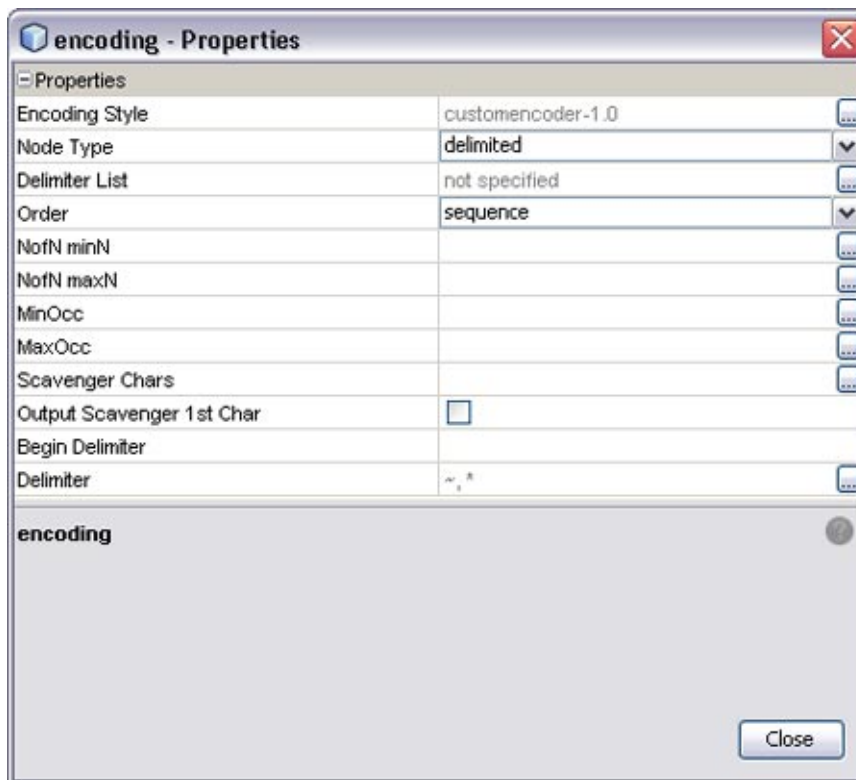 encoding - Properties
Properties
Encoding Style customencoder-1.0 ...
Node Type delimited
Delimiter List not specified ...
Order sequence
NofN minN ...
NofN maxN ...
MinOcc ...
MaxOcc ...
Scavenger Chars ...
Output Scavenger 1st Char
Begin Delimiter
Delimiter ~, * ...
encoding ?
Close